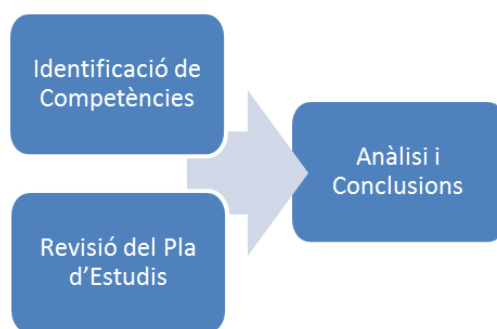 Identificació de
Competències
Anàlisi i
Conclusions
Revisió del Pla
d’Estudis